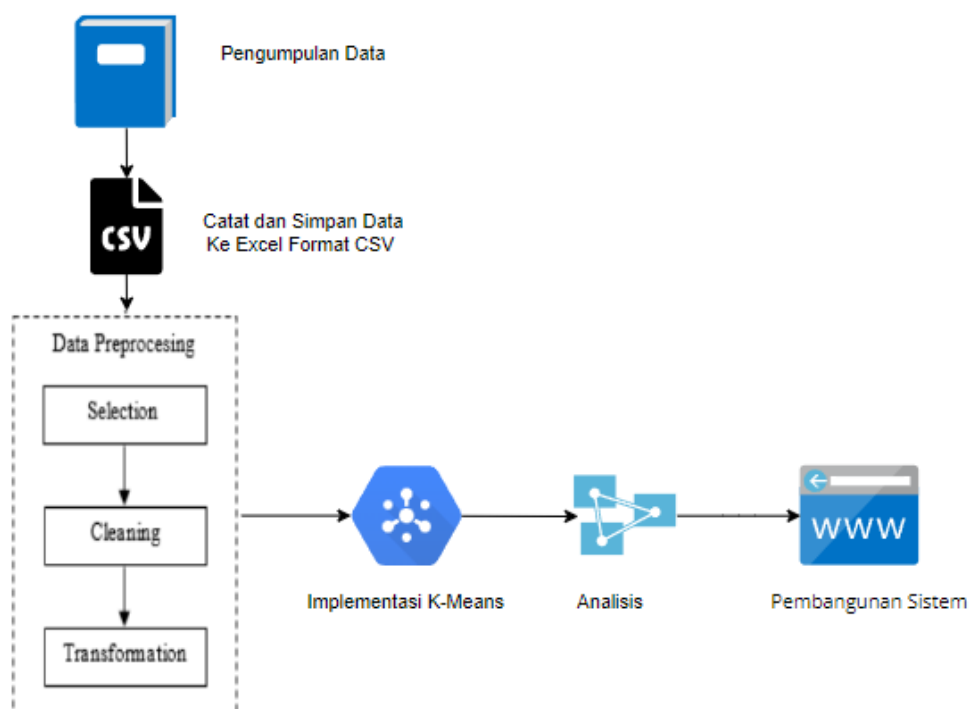 Pengumpulan Data
CSV
Catat dan Simpan Data
Ke Excel Format CSV
Data Preprocesing
Selection
Cleaning
Transformation
Implementasi K-Means
Analisis
WWW
Pembangunan Sistem